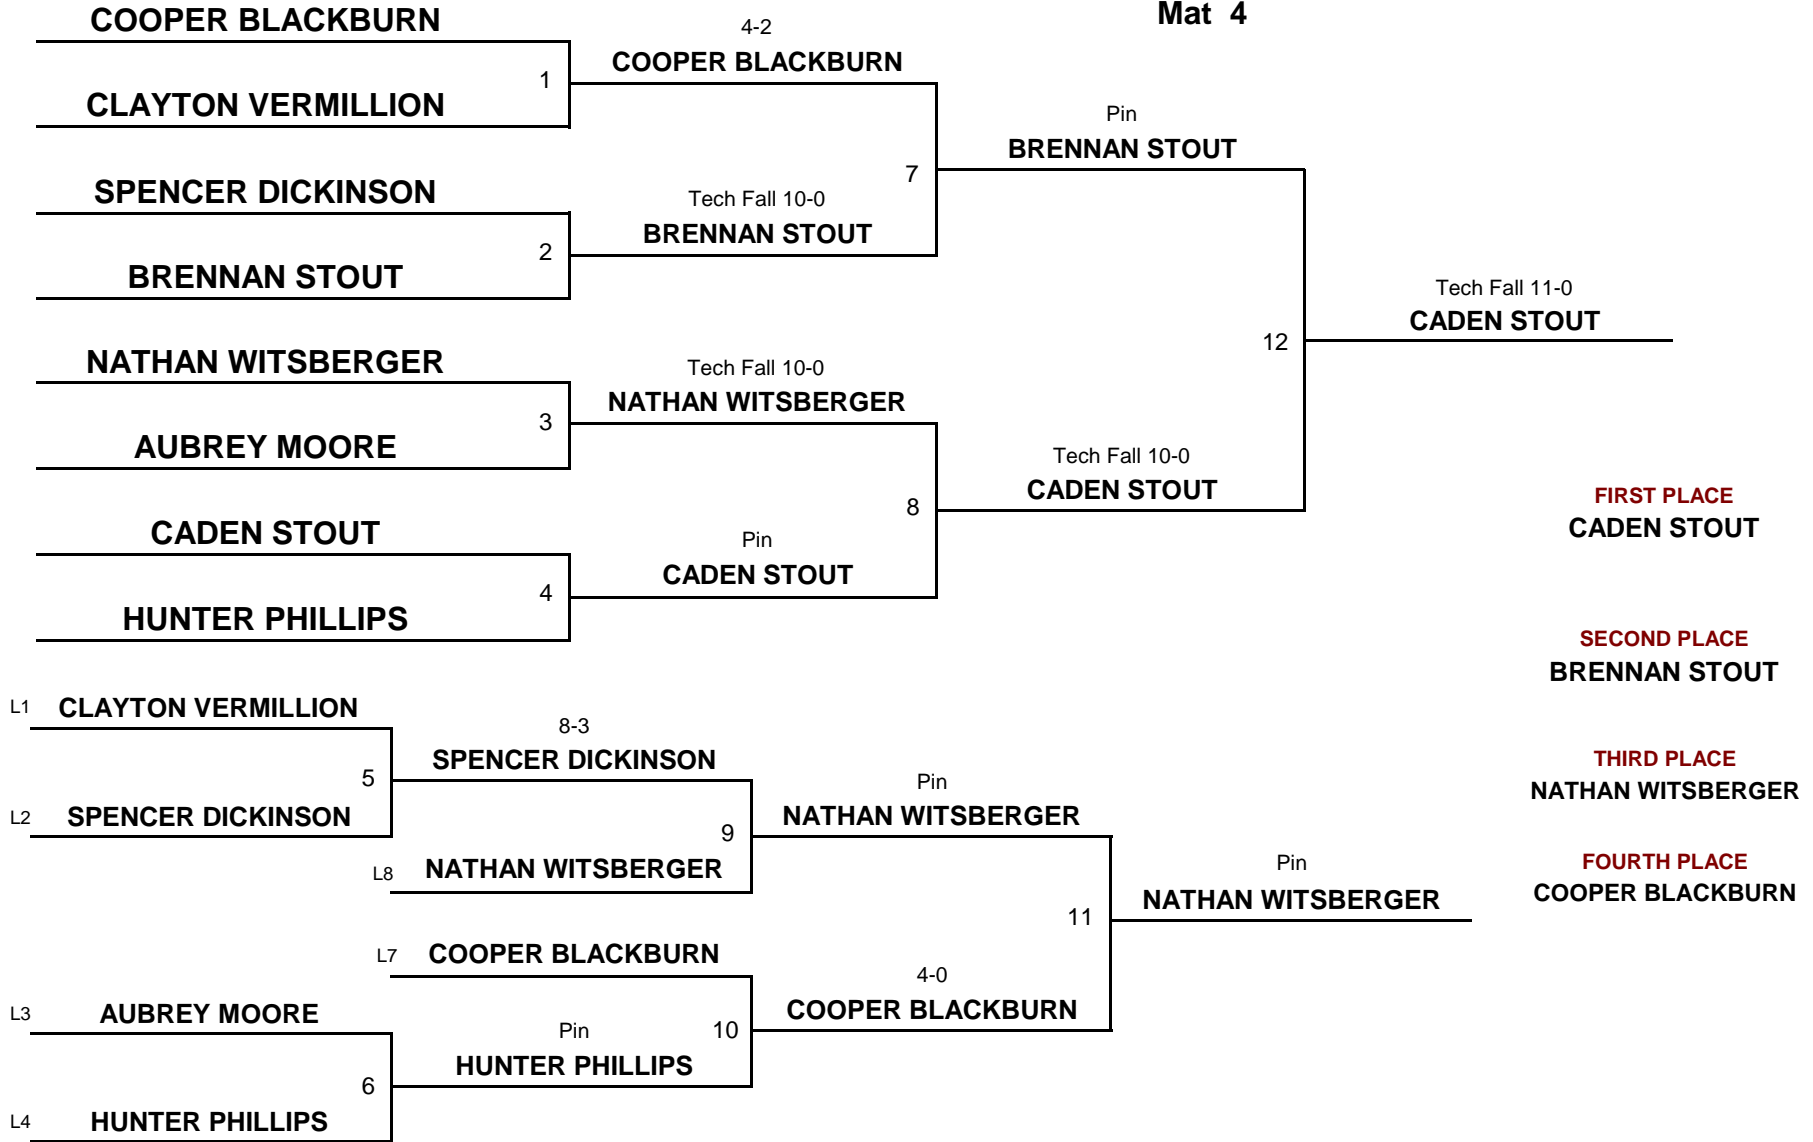 COOPER BLACKBURN
4-2
Mat 4
COOPER BLACKBURN
1
CLAYTON VERMILLION
Pin
BRENNAN STOUT
7
SPENCER DICKINSON
Tech Fall 10-0
BRENNAN STOUT
2
BRENNAN STOUT
Tech Fall 11-0
CADEN STOUT
12
NATHAN WITSBERGER
Tech Fall 10-0
NATHAN WITSBERGER
3
AUBREY MOORE
Tech Fall 10-0
CADEN STOUT
8
FIRST PLACE
CADEN STOUT
CADEN STOUT
Pin
CADEN STOUT
4
HUNTER PHILLIPS
SECOND PLACE
BRENNAN STOUT
L1 CLAYTON VERMILLION
8-3
SPENCER DICKINSON
5
L2 SPENCER DICKINSON
Pin
NATHAN WITSBERGER
9
THIRD PLACE
NATHAN WITSBERGER
L8 NATHAN WITSBERGER
Pin
NATHAN WITSBERGER
11
FOURTH PLACE
COOPER BLACKBURN
L7 COOPER BLACKBURN
4-0
COOPER BLACKBURN
10
L3 AUBREY MOORE
Pin
HUNTER PHILLIPS
6
L4 HUNTER PHILLIPS